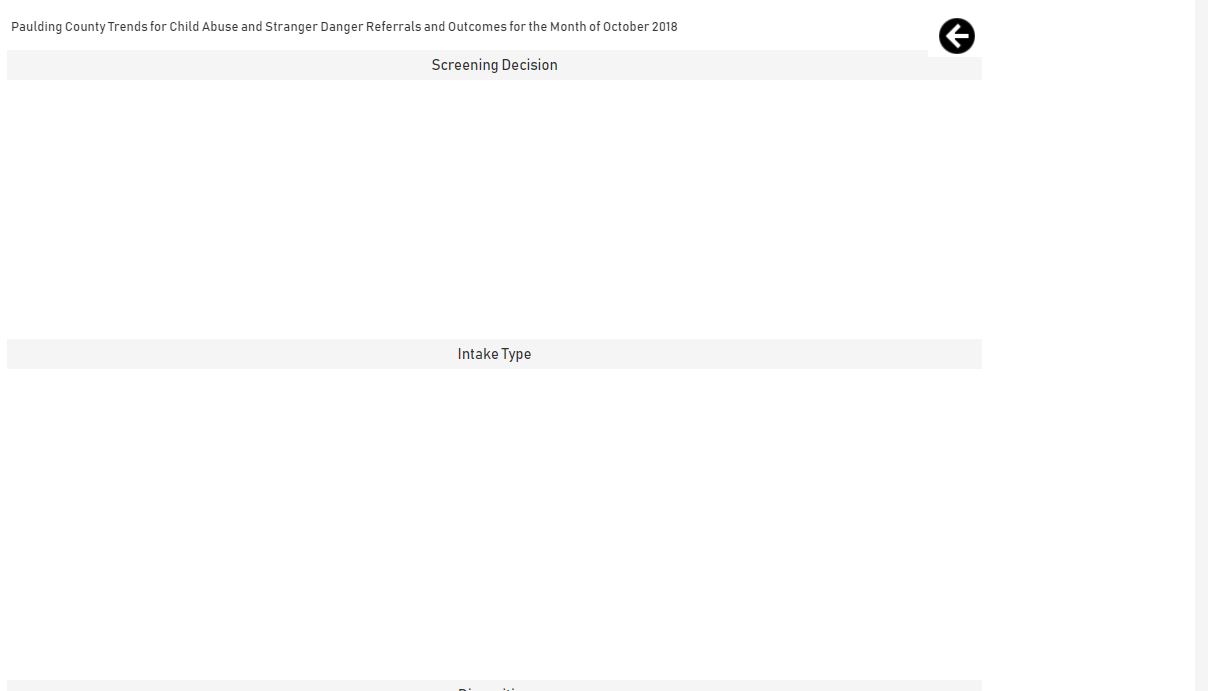 Paulding County Trends for Child Abuse and Stranger Danger Referrals and Outcomes for the Month of October 2018
Screening Decision
Intake Type